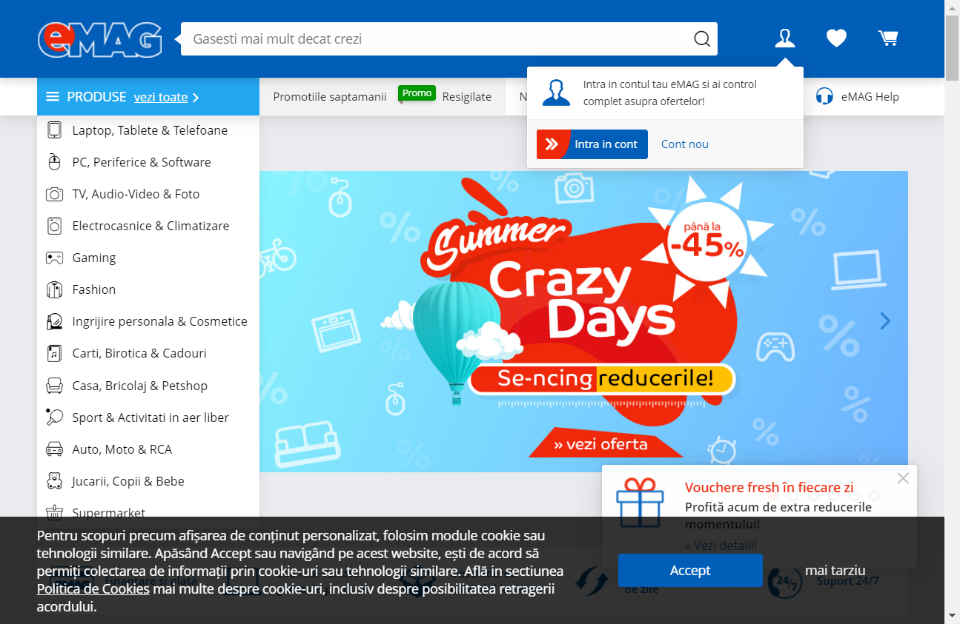 eMAG
Gasesti mai mult decat crezi
Intra in contul tau eMAG si ai control
complet asupra ofertelor!
Intra in cont
Cont nou
PRODUSE vezi toate
Promotiile saptamanii
Promo
Resigilate
N
eMAG Help
Laptop, Tablete & Telefoane
PC, Periferice & Software
TV, Audio-Video & Foto
Electrocasnice & Climatizare
Gaming
Fashion
Ingrijire personala & Cosmetice
Carti, Birotica & Cadouri
Casa, Bricolaj & Petshop
Sport & Activitati in aer liber
Auto, Moto & RCA
Jucarii, Copii & Bebe
Supermarket
Summer
Crazy
Days
până la
-45%
Se-ncing reducerile!
» vezi oferta
Vouchere fresh în fiecare zi
Profită acum de extra reducerile
momentului!
» Vezi detalii!
Pentru scopuri precum afișarea de conținut personalizat, folosim module cookie sau
tehnologii similare. Apăsând Accept sau navigând pe acest website, ești de acord să
permiți colectarea de informații prin cookie-uri sau tehnologii similare. Află in sectiunea
Politica de Cookies mai multe despre cookie-uri, inclusiv despre posibilitatea retragerii
acordului.
Accept
mai tarziu
de zile
24/7
Suport 24/7